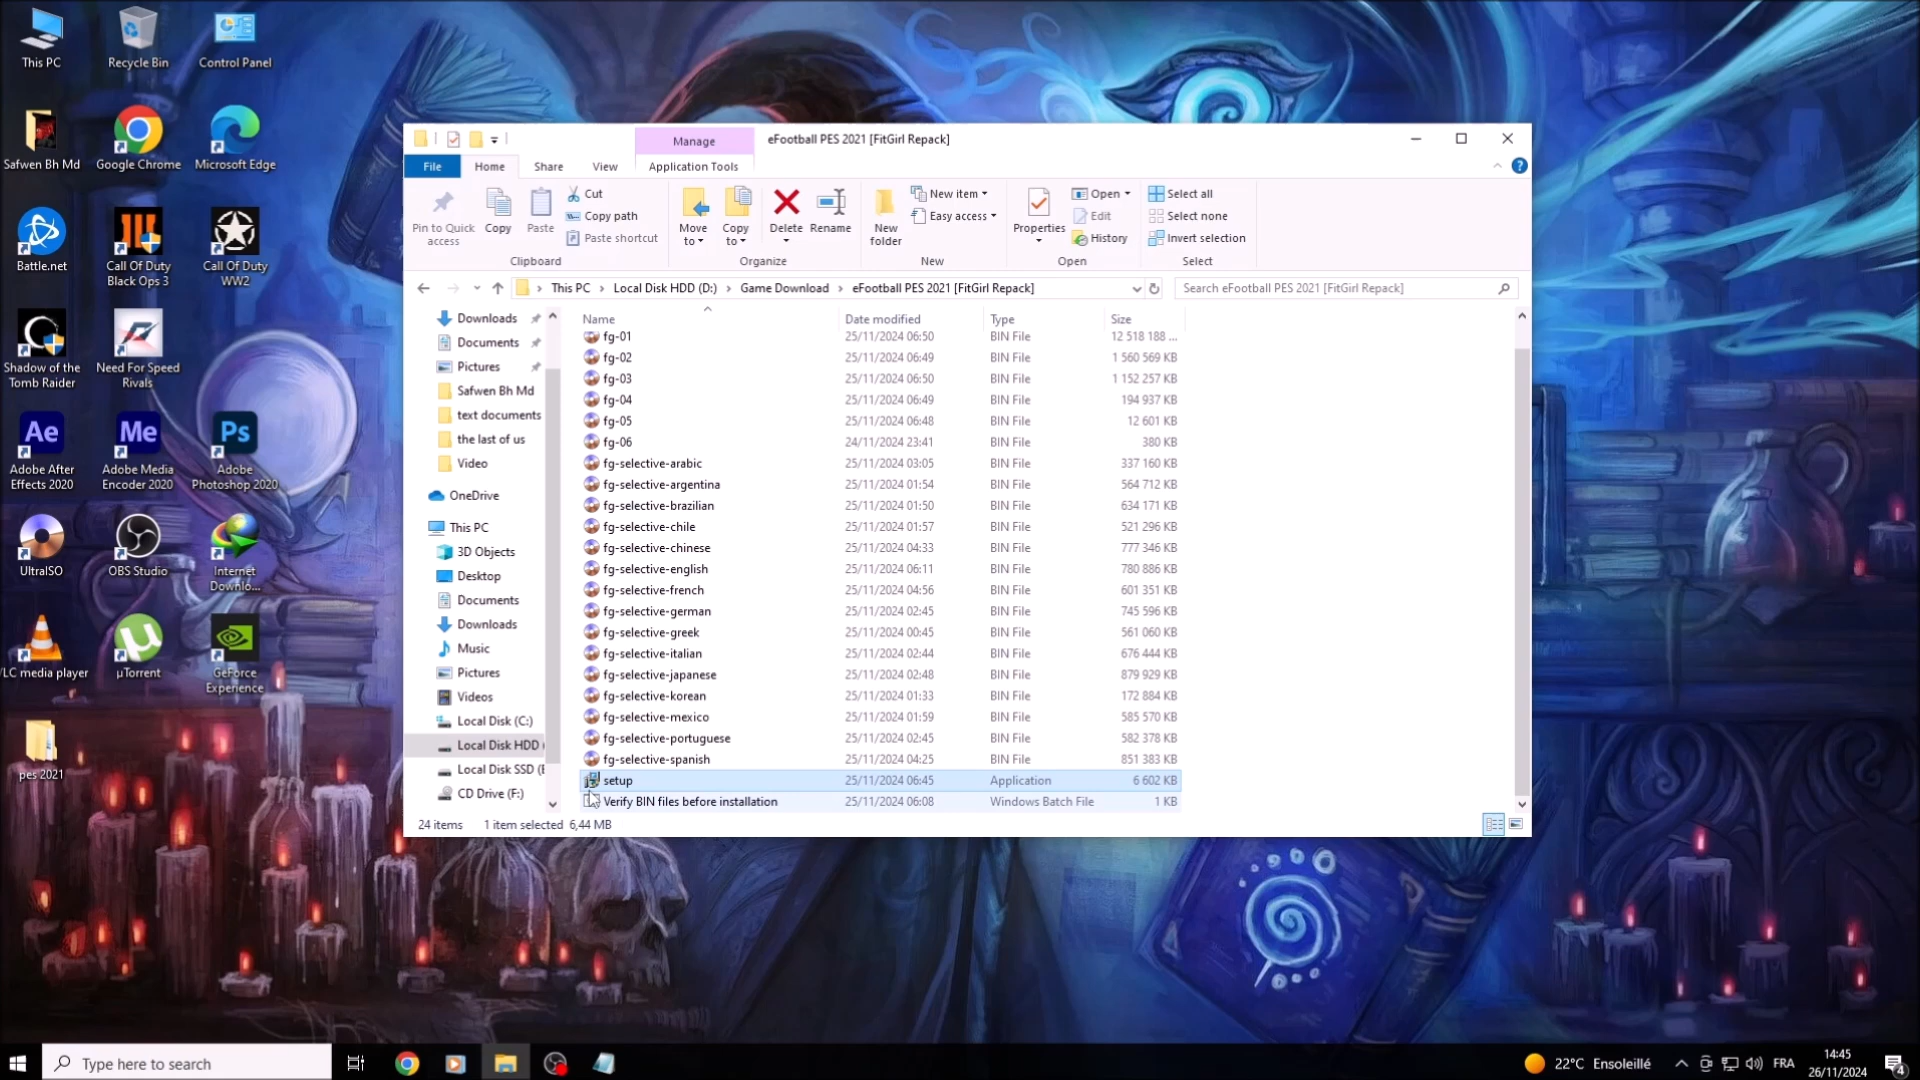 This PC
Recycle Bin
Control Panel
Safwen Bh Md
Google Chrome
Microsoft Edge
Battle.net
Call Of Duty
Black Ops 3
Call Of Duty
WW2
Shadow of the
Tomb Raider
Need For Speed
Rivals
Ae
Me
Ps
Adobe After
Effects 2020
Adobe Media
Encoder 2020
Adobe
Photoshop 2020
UltraISO
OBS Studio
Internet
Downlo...
LC media player
µTorrent
GeForce
Experience
pes 2021
Manage
eFootball PES 2021 [FitGirl Repack]
File
Home
Share
View
Application Tools
Pin to Quick
access
Copy
Paste
Cut
Copy path
Paste shortcut
Clipboard
Move
to
Copy
to
Delete
Rename
Organize
New
folder
New item
Easy access
New
Properties
Open
Edit
History
Open
Select all
Select none
Invert selection
Select
This PC
Local Disk HDD (D:)
Game Download
eFootball PES 2021 [FitGirl Repack]
Search eFootball PES 2021 [FitGirl Repack]
Downloads
Documents
Pictures
Safwen Bh Md
text documents
the last of us
Video
OneDrive
This PC
3D Objects
Desktop
Documents
Downloads
Music
Pictures
Videos
Local Disk (C:)
Local Disk HDD (
Local Disk SSD (E
CD Drive (F:)
Name Date modified Type Size
fg-01 25/11/2024 06:50 BIN File 12 518 188 ...
fg-02 25/11/2024 06:49 BIN File 1 560 569 KB
fg-03 25/11/2024 06:50 BIN File 1 152 257 KB
fg-04 25/11/2024 06:49 BIN File 194 937 KB
fg-05 25/11/2024 06:48 BIN File 12 601 KB
fg-06 24/11/2024 23:41 BIN File 380 KB
fg-selective-arabic 25/11/2024 03:05 BIN File 337 160 KB
fg-selective-argentina 25/11/2024 01:54 BIN File 564 712 KB
fg-selective-brazilian 25/11/2024 01:50 BIN File 634 171 KB
fg-selective-chile 25/11/2024 01:57 BIN File 521 296 KB
fg-selective-chinese 25/11/2024 04:33 BIN File 777 346 KB
fg-selective-english 25/11/2024 06:11 BIN File 780 886 KB
fg-selective-french 25/11/2024 04:56 BIN File 601 351 KB
fg-selective-german 25/11/2024 02:45 BIN File 745 596 KB
fg-selective-greek 25/11/2024 00:45 BIN File 561 060 KB
fg-selective-italian 25/11/2024 02:44 BIN File 676 444 KB
fg-selective-japanese 25/11/2024 02:48 BIN File 879 929 KB
fg-selective-korean 25/11/2024 01:33 BIN File 172 884 KB
fg-selective-mexico 25/11/2024 01:59 BIN File 585 570 KB
fg-selective-portuguese 25/11/2024 02:45 BIN File 582 378 KB
fg-selective-spanish 25/11/2024 04:25 BIN File 851 383 KB
setup 25/11/2024 06:45 Application 6 602 KB
Verify BIN files before installation 25/11/2024 06:08 Windows Batch File 1 KB
24 items 1 item selected 6,44 MB
Type here to search
22°C Ensoleillé
FRA
14:45
26/11/2024
4